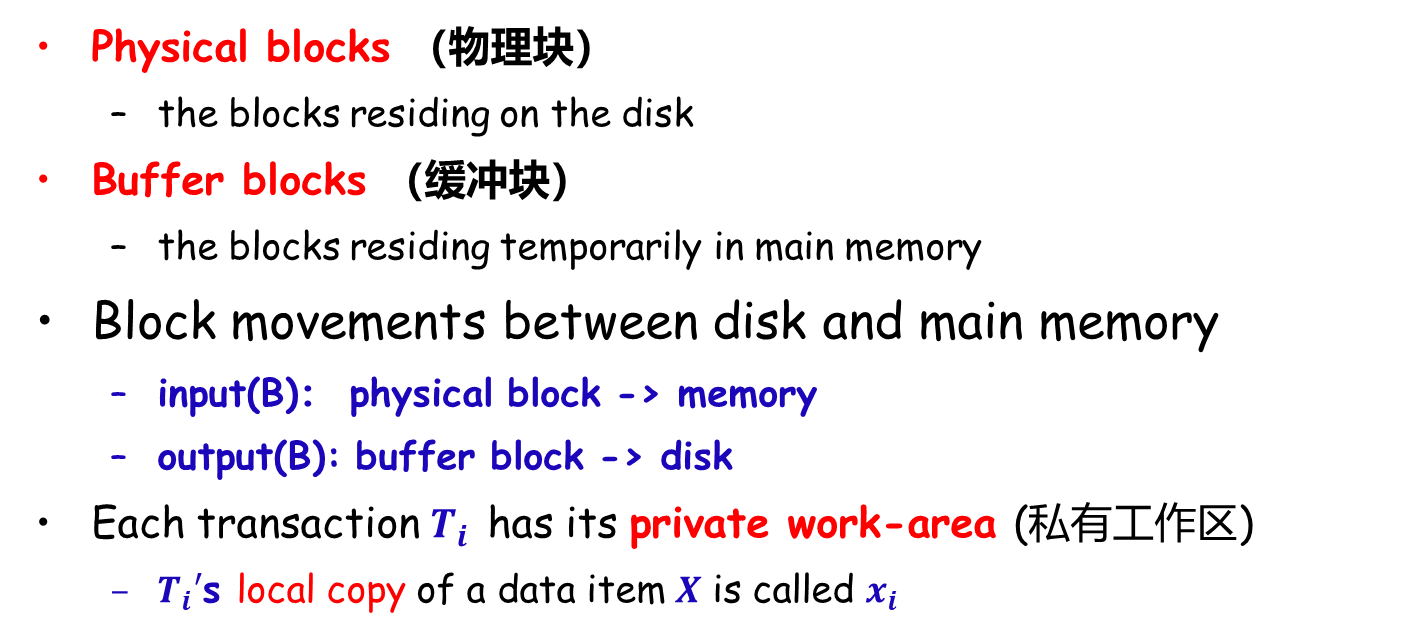 • Physical blocks (物理块)
– the blocks residing on the disk
• Buffer blocks (缓冲块)
– the blocks residing temporarily in main memory
• Block movements between disk and main memory
– input(B): physical block -> memory
– output(B): buffer block -> disk
• Each transaction Tᵢ has its private work-area (私有工作区)
– Tᵢ's local copy of a data item X is called xᵢ